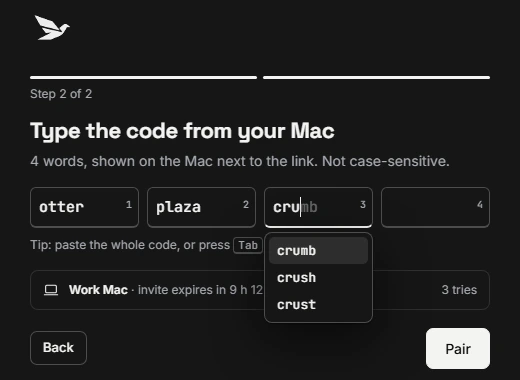 Step 2 of 2
Type the code from your Mac
4 words, shown on the Mac next to the link. Not case-sensitive.
otter 1 plaza 2 crumb 3 4
Tip: paste the whole code, or press Tab
crumb
crush
crust
Work Mac · invite expires in 9 h 12 3 tries
Back Pair